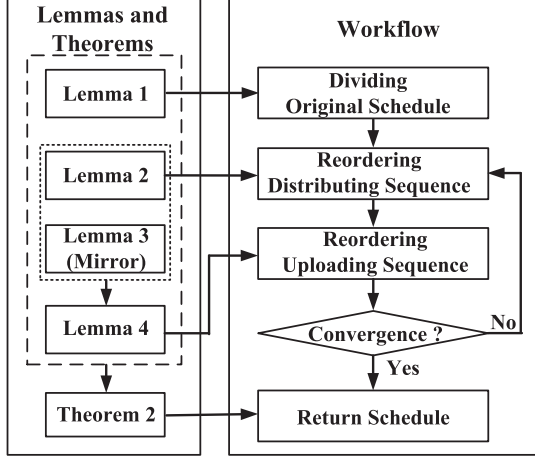 Lemmas and
Theorems
Lemma 1
Lemma 2
Lemma 3
(Mirror)
Lemma 4
Theorem 2
Workflow
Dividing
Original Schedule
Reordering
Distributing Sequence
Reordering
Uploading Sequence
Convergence ?
No
Yes
Return Schedule